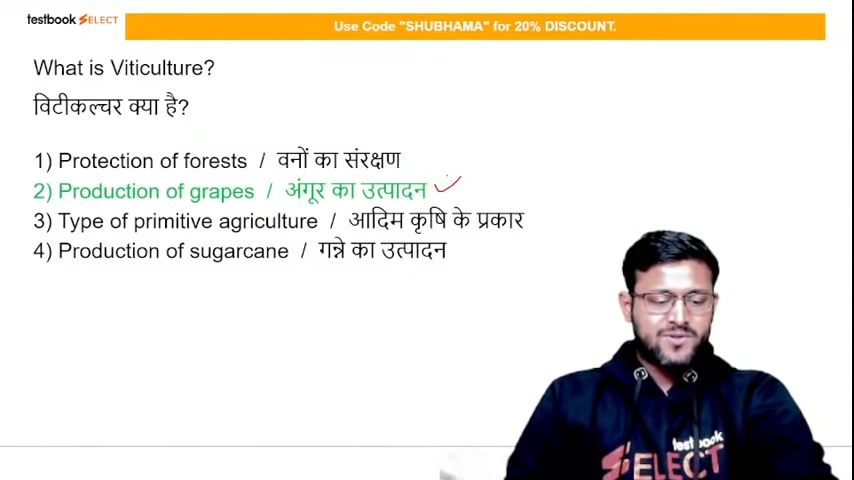 testbook SELECT
Use Code "SHUBHAMA" for 20% DISCOUNT.
What is Viticulture?
विटीकल्चर क्या है?
1) Protection of forests / वनों का संरक्षण
2) Production of grapes / अंगूर का उत्पादन
3) Type of primitive agriculture / आदिम कृषि के प्रकार
4) Production of sugarcane / गन्ने का उत्पादन
testbook
SELECT